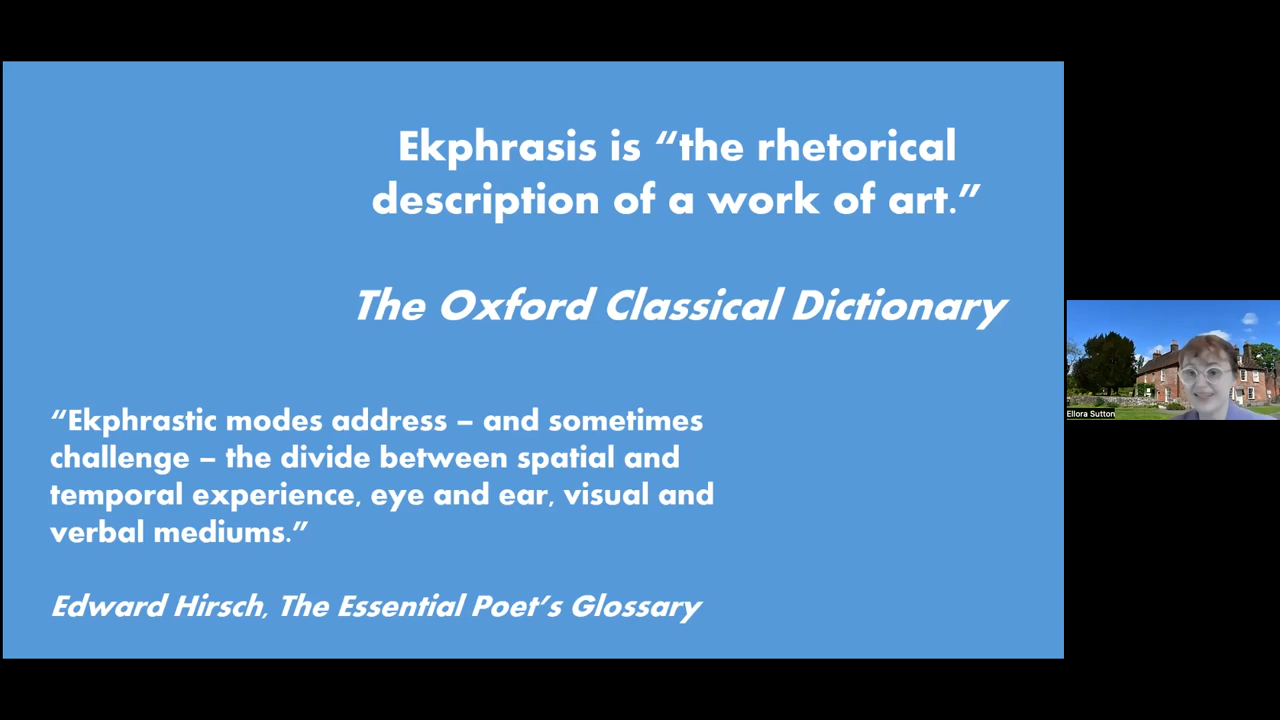 Ekphrasis is “the rhetorical
description of a work of art.”
The Oxford Classical Dictionary
“Ekphrastic modes address – and sometimes
challenge – the divide between spatial and
temporal experience, eye and ear, visual and
verbal mediums.”
Edward Hirsch, The Essential Poet’s Glossary
Ellora Sutton